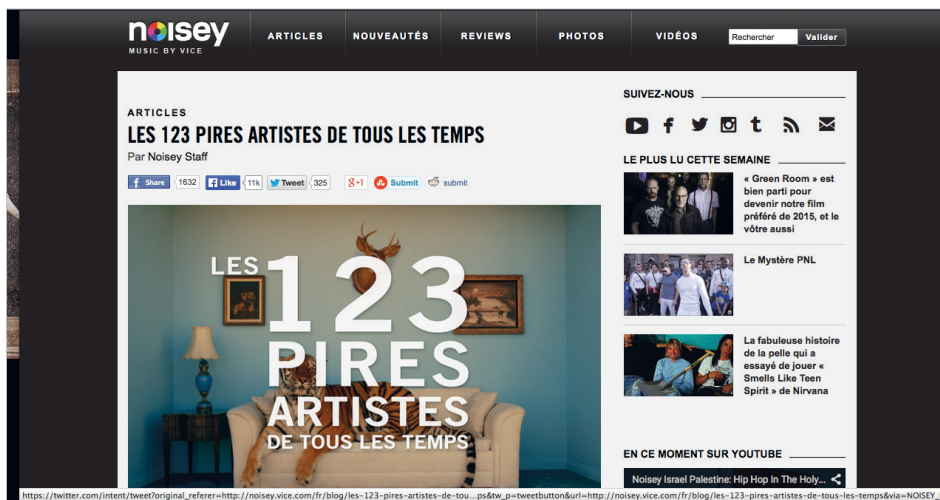 noisey
MUSIC BY VICE
ARTICLES
NOUVEAUTÉS
REVIEWS
PHOTOS
VIDÉOS
Rechercher
Valider
ARTICLES
LES 123 PIRES ARTISTES DE TOUS LES TEMPS
Par Noisey Staff
f Share
1632
f Like
11k
Tweet
325
g+1
Submit
submit
LES 123
PIRES
ARTISTES
DE TOUS LES TEMPS
SUIVEZ-NOUS
LE PLUS LU CETTE SEMAINE
« Green Room » est
bien parti pour
devenir notre film
préféré de 2015, et le
vôtre aussi
Le Mystère PNL
La fabuleuse histoire
de la pelle qui a
essayé de jouer «
Smells Like Teen
Spirit » de Nirvana
EN CE MOMENT SUR YOUTUBE
Noisey Israel Palestine: Hip Hop In The Holy...
https://twitter.com/intent/tweet?original_referer=http://noisey.vice.com/fr/blog/les-123-pires-artistes-de-tou...ps&tw_p=tweetbutton&url=http://noisey.vice.com/fr/blog/les-123-pires-artistes-de-tous-les-temps&via=NOISEY_